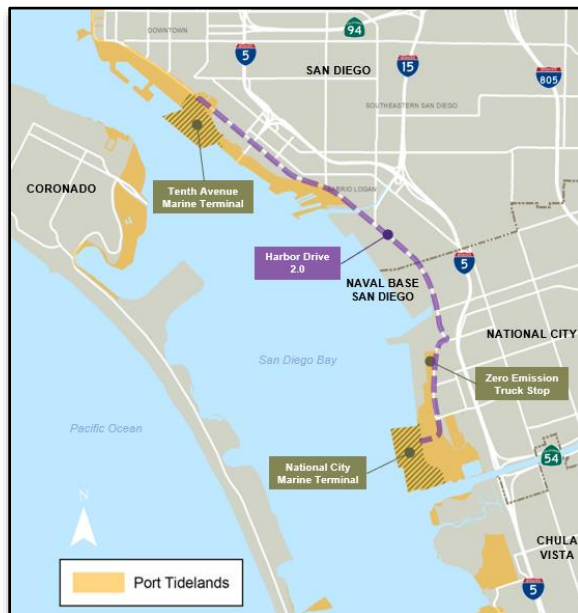 DOWNTOWN
94
5
SAN DIEGO
15
805
SOUTHEASTERN SAN DIEGO
CORONADO
Tenth Avenue
Marine Terminal
BARRIO LOGAN
Harbor Drive
2.0
5
NAVAL BASE
SAN DIEGO
NATIONAL CITY
San Diego Bay
Zero Emission
Truck Stop
Pacific Ocean
National City
Marine Terminal
54
N
CHULA
VISTA
Port Tidelands
5